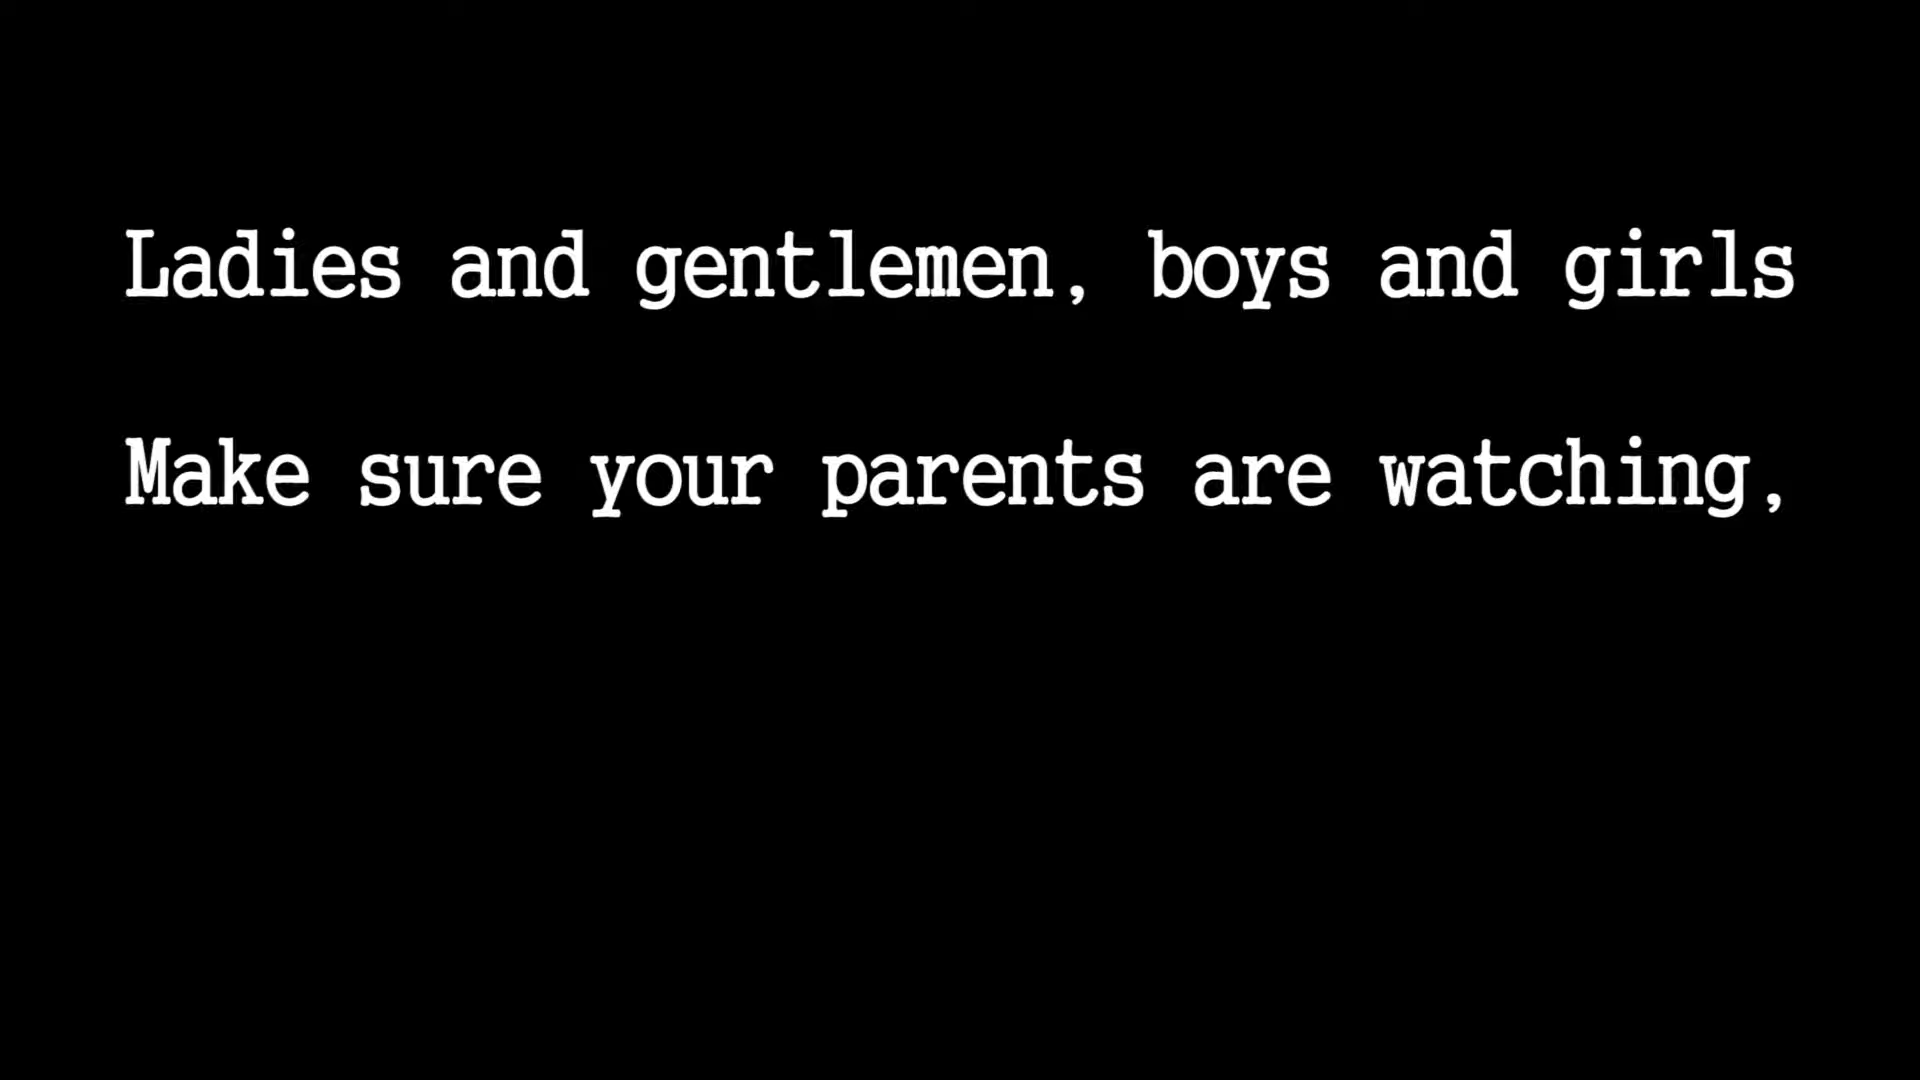 Ladies and gentlemen, boys and girls
Make sure your parents are watching,